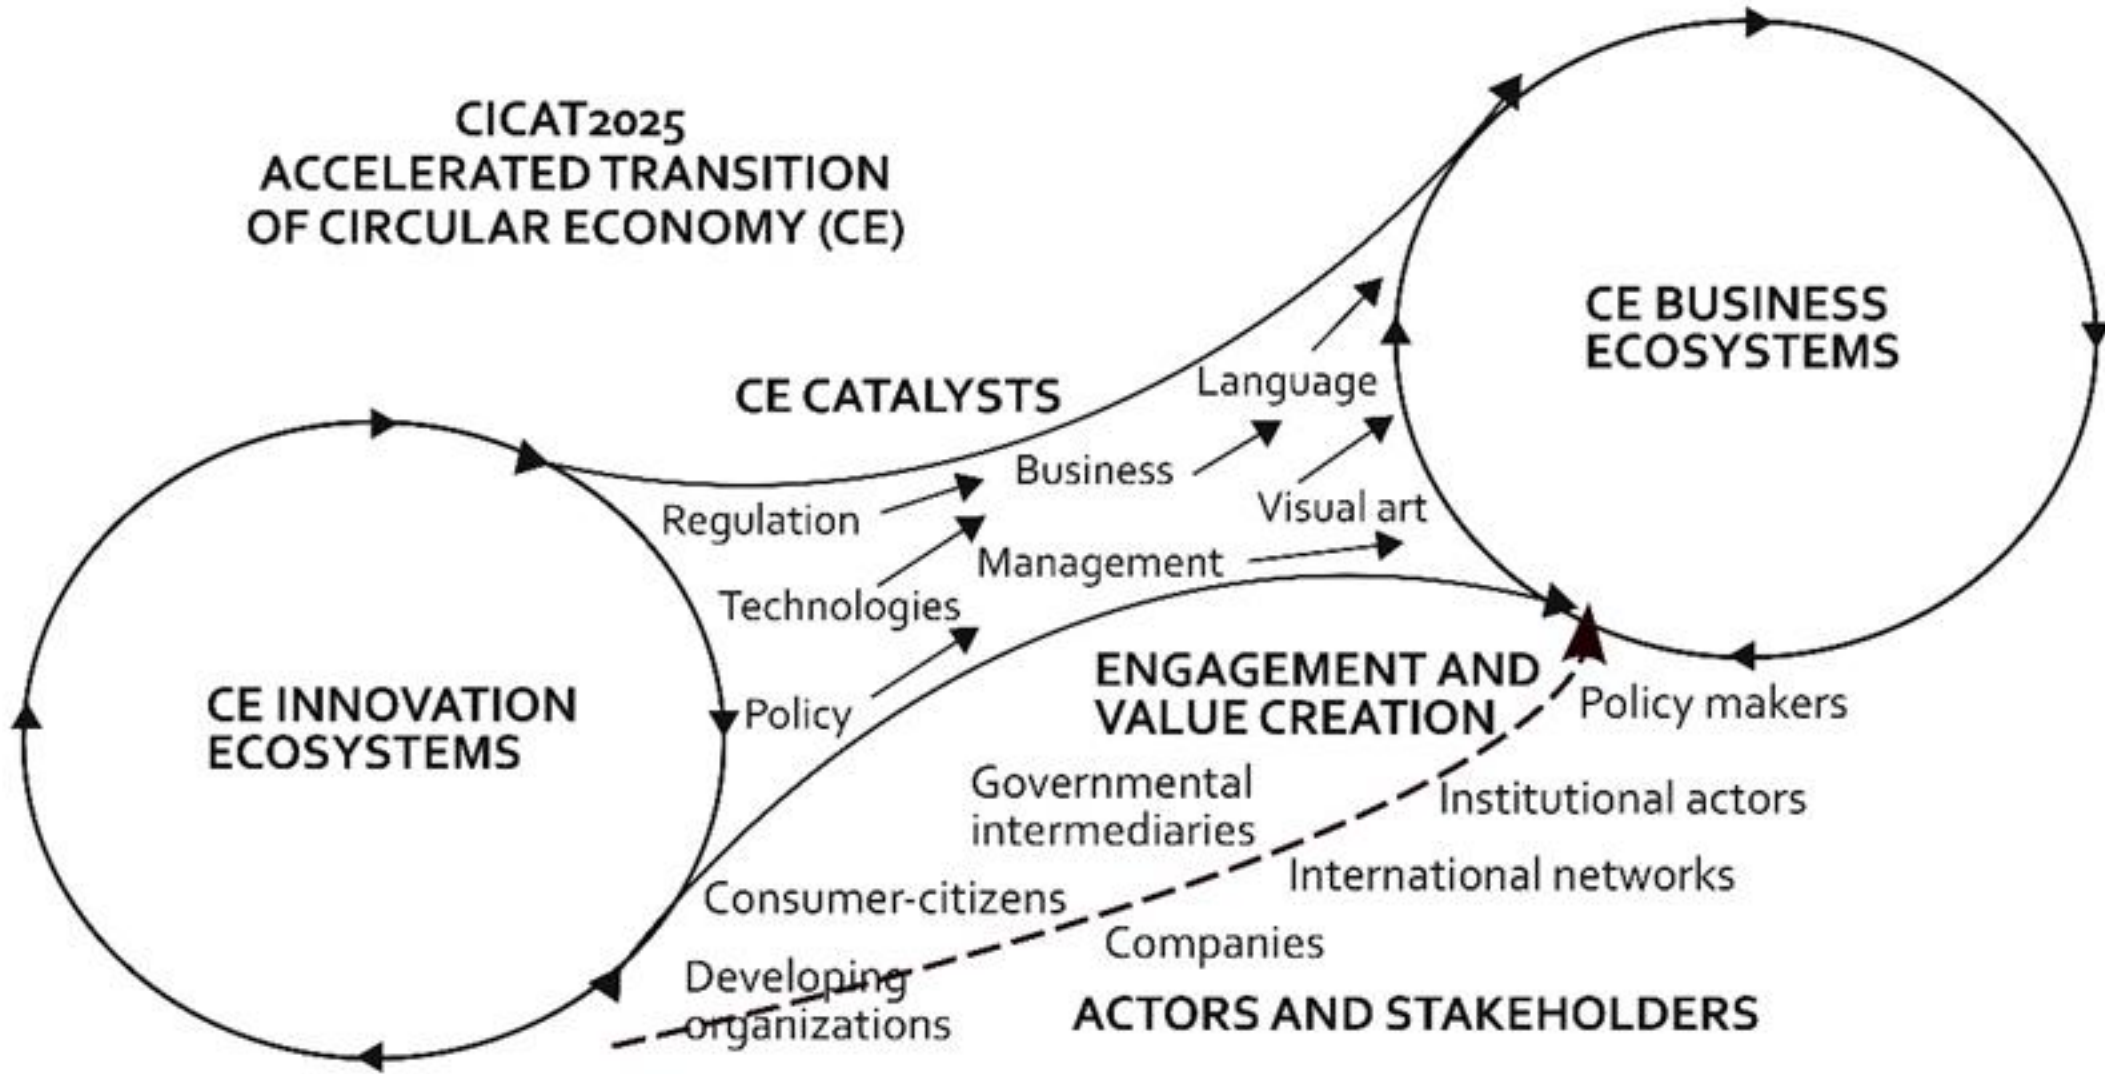 CICAT2025
ACCELERATED TRANSITION
OF CIRCULAR ECONOMY (CE)
CE BUSINESS
ECOSYSTEMS
CE CATALYSTS
Language
Business
Regulation
Visual art
Management
Technologies
Policy
CE INNOVATION
ECOSYSTEMS
ENGAGEMENT AND
VALUE CREATION
Policy makers
Governmental
intermediaries
Institutional actors
International networks
Consumer-citizens
Companies
Developing
organizations
ACTORS AND STAKEHOLDERS